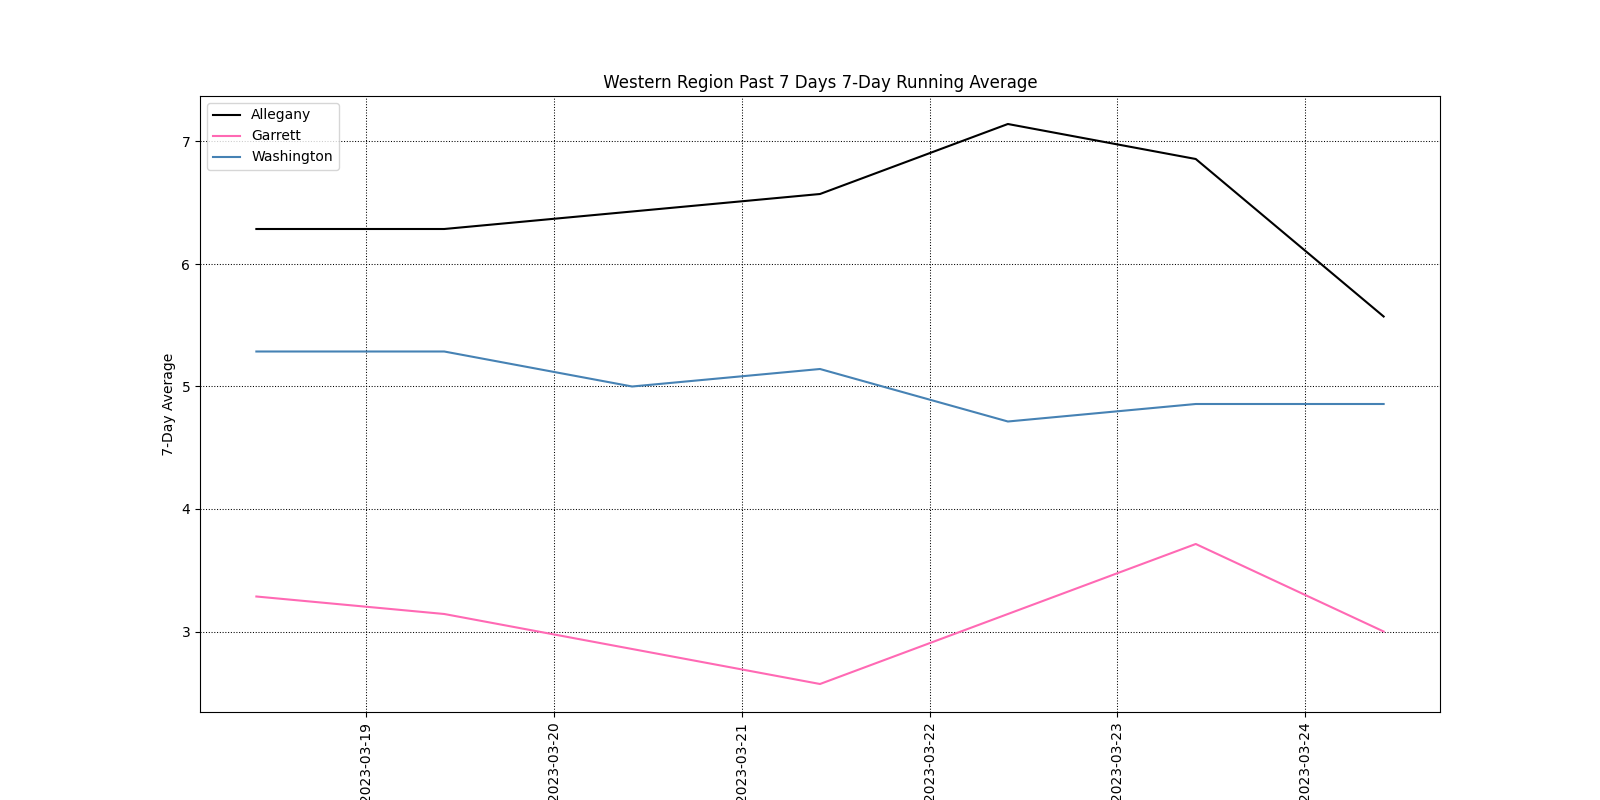 Western Region Past 7 Days 7-Day Running Average
Allegany
Garrett
Washington
7
6
5
4
3
7-Day Average
2023-03-19
2023-03-20
2023-03-21
2023-03-22
2023-03-23
2023-03-24